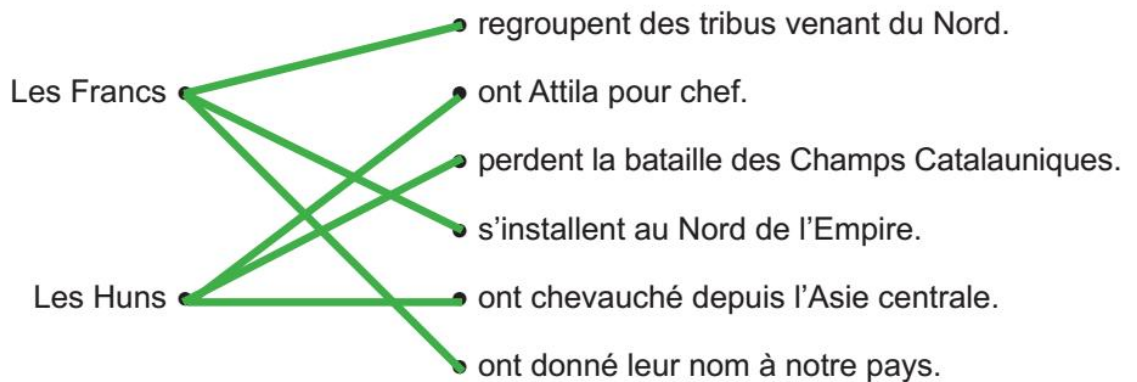 regroupent des tribus venant du Nord.
Les Francs
ont Attila pour chef.
perdent la bataille des Champs Catalauniques.
s’installent au Nord de l’Empire.
Les Huns
ont chevauché depuis l’Asie centrale.
ont donné leur nom à notre pays.